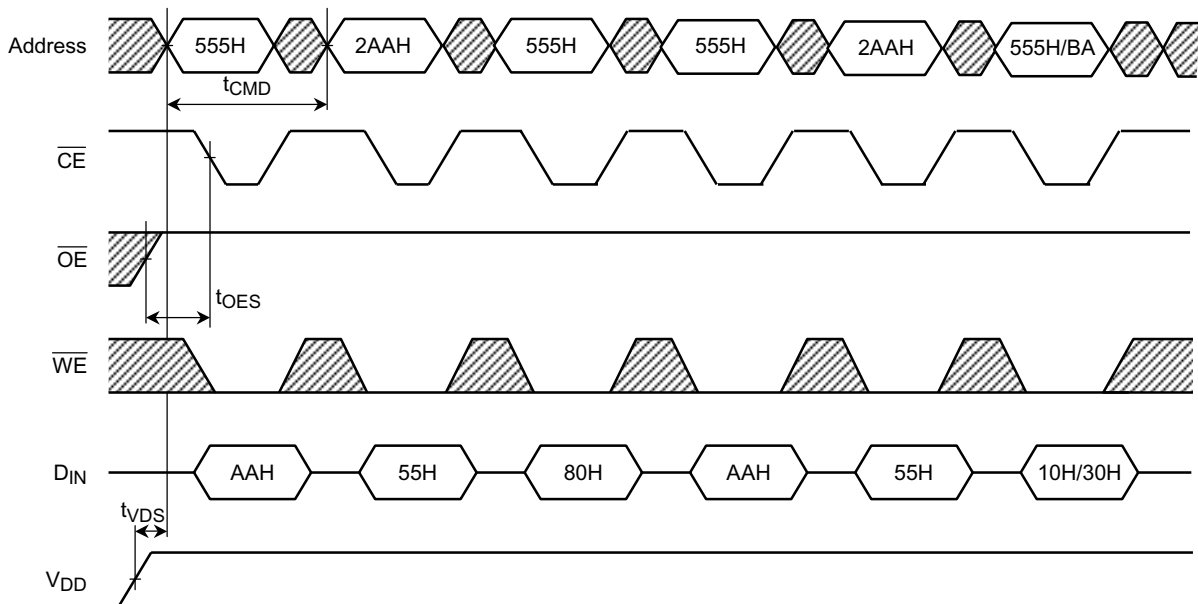 Address 555H 2AAH 555H 555H 2AAH 555H/BA
tCMD
CE
OE
tOES
WE
DIN AAH 55H 80H AAH 55H 10H/30H
tVDS
VDD